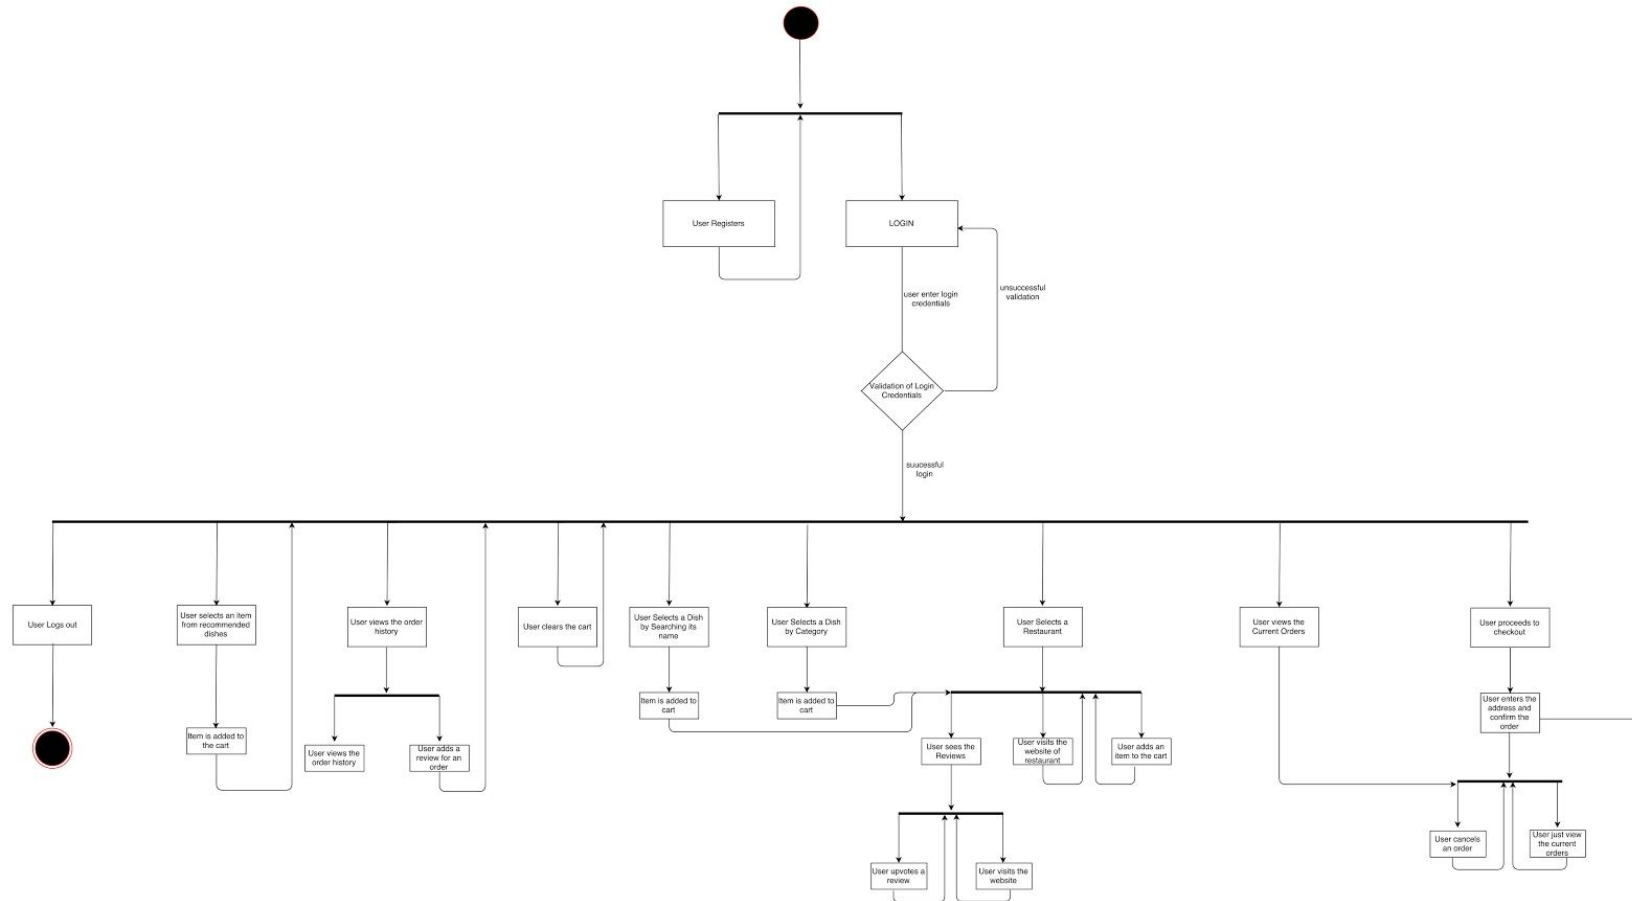 User Registers
LOGIN
user enter login
credentials
unsuccessful
validation
Validation of Login
Credentials
suucessful
login
User Logs out
User selects an item
from recommended
dishes
User views the order
history
User clears the cart
User Selects a Dish
by Searching its
name
User Selects a Dish
by Category
User Selects a
Restaurant
User views the
Current Orders
User proceeds to
checkout
Item is added to
the cart
User views the
order history
User adds a
review for an
order
Item is added to
cart
Item is added to
cart
User sees the
Reviews
User visits the
website of
restaurant
User adds an
item to the cart
User enters the
address and
confirm the
order
User upvotes a
review
User visits the
website
User cancels
an order
User just view
the current
orders